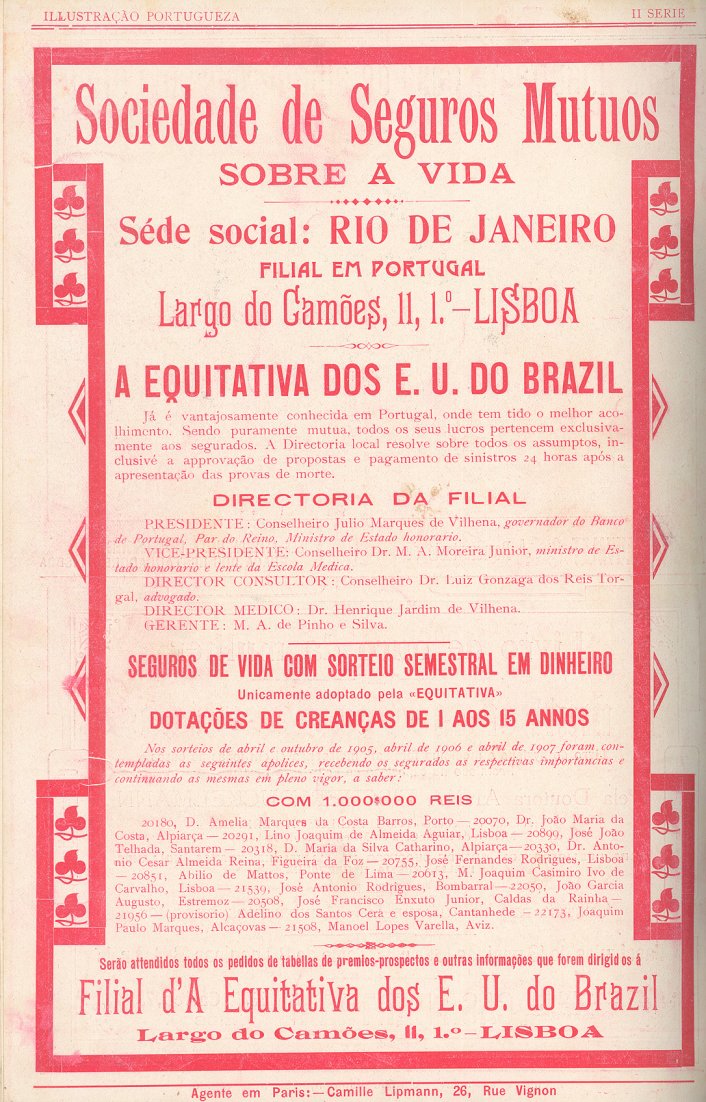 ILLUSTRAÇÃO PORTUGUEZA
II SERIE
Sociedade de Seguros Mutuos
SOBRE A VIDA
Séde social: RIO DE JANEIRO
FILIAL EM PORTUGAL
Largo do Camões, 11, 1.º—LISBOA
A EQUITATIVA DOS E. U. DO BRAZIL
Já é vantajosamente conhecida em Portugal, onde tem tido o melhor aco-
lhimento. Sendo puramente mutua, todos os seus lucros pertencem exclusiva-
mente aos segurados. A Directoria local resolve sobre todos os assumptos, in-
clusivé a approvação de propostas e pagamento de sinistros 24 horas após a
apresentação das provas de morte.
DIRECTORIA DA FILIAL
PRESIDENTE: Conselheiro Julio Marques de Vilhena, governador do Banco
de Portugal, Par do Reino, Ministro de Estado honorario.
VICE-PRESIDENTE: Conselheiro Dr. M. A. Moreira Junior, ministro de Es-
tado honorario e lente da Escola Medica.
DIRECTOR CONSULTOR: Conselheiro Dr. Luiz Gonzaga dos Reis Tor-
gal, advogado.
DIRECTOR MEDICO: Dr. Henrique Jardim de Vilhena.
GERENTE: M. A. de Pinho e Silva.
SEGUROS DE VIDA COM SORTEIO SEMESTRAL EM DINHEIRO
Unicamente adoptado pela «EQUITATIVA»
DOTAÇÕES DE CREANÇAS DE 1 AOS 15 ANNOS
Nos sorteios de abril e outubro de 1905, abril de 1906 e abril de 1907 foram con-
templadas as seguintes apolices, recebendo os segurados as respectivas importancias e
continuando as mesmas em pleno vigor, a saber:
COM 1.000$000 REIS
20180, D. Amelia Marques da Costa Barros, Porto—20070, Dr. João Maria da
Costa, Alpiarça—20291, Lino Joaquim de Almeida Aguiar, Lisboa—20899, José João
Telhada, Santarem—20318, D. Maria da Silva Catharino, Alpiarça—20330, Dr. Anto-
nio Cesar Almeida Reina, Figueira da Foz—20755, José Fernandes Rodrigues, Lisboa
—20851, Abilio de Mattos, Ponte de Lima—20613, M. Joaquim Casimiro Ivo de
Carvalho, Lisboa—21539, José Antonio Rodrigues, Bombarral—22050, João Garcia
Augusto, Estremoz—20508, José Francisco Enxuto Junior, Caldas da Rainha—
21956—(provisorio) Adelino dos Santos Cera e esposa, Cantanhede—22173, Joaquim
Paulo Marques, Alcaçovas—21508, Manoel Lopes Varella, Aviz.
Serão attendidos todos os pedidos de tabellas de premios-prospectos e outras informações que forem dirigidos á
Filial d'A Equitativa dos E. U. do Brazil
Largo do Camões, 11, 1.º—LISBOA
Agente em Paris:—Camille Lipmann, 26, Rue Vignon